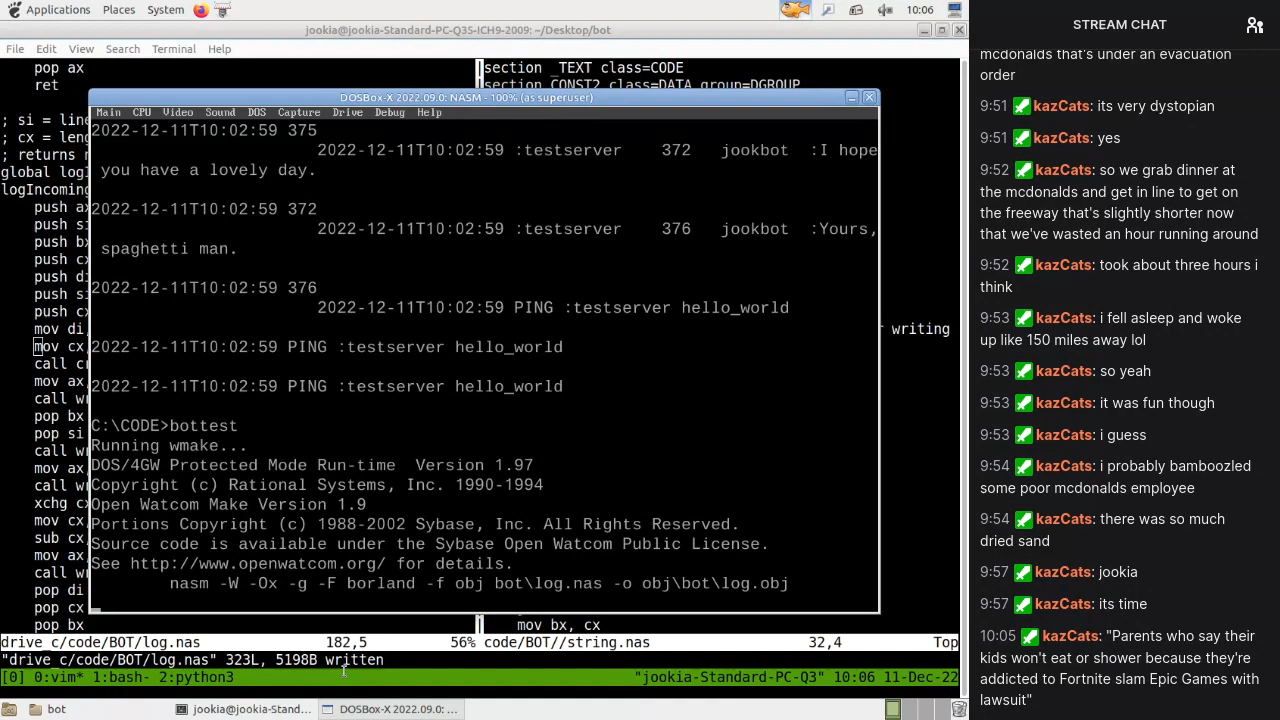 Applications Places System 10:06
jookia@jookia-Standard-PC-Q35-ICH9-2009: ~/Desktop/bot
File Edit View Search Terminal Help
pop ax
ret
; si = line
; cx = leng
; returns n
global logI
logIncoming
push ax
push si
push bx
push cx
push di
push si
push cx
mov di,
mov cx
call cr
mov ax,
call wr
pop bx
pop si
call wr
mov ax,
call wr
xchg cx
mov cx,
sub cx,
mov ax,
call wr
pop di
pop cx
pop bx
section _TEXT class=CODE
section CONST2 class=DATA group=DGROUP
r writing
mov bx, cx
DOSBox-X 2022.09.0: NASM - 100% (as superuser)
Main CPU Video Sound DOS Capture Drive Debug Help
2022-12-11T10:02:59 375
2022-12-11T10:02:59 :testserver 372 jookbot :I hope
you have a lovely day.
2022-12-11T10:02:59 372
2022-12-11T10:02:59 :testserver 376 jookbot :Yours,
spaghetti man.
2022-12-11T10:02:59 376
2022-12-11T10:02:59 PING :testserver hello_world
2022-12-11T10:02:59 PING :testserver hello_world
2022-12-11T10:02:59 PING :testserver hello_world
C:\CODE>bottest
Running wmake...
DOS/4GW Protected Mode Run-time Version 1.97
Copyright (c) Rational Systems, Inc. 1990-1994
Open Watcom Make Version 1.9
Portions Copyright (c) 1988-2002 Sybase, Inc. All Rights Reserved.
Source code is available under the Sybase Open Watcom Public License.
See http://www.openwatcom.org/ for details.
nasm -W -Ox -g -F borland -f obj bot\log.nas -o obj\bot\log.obj
drive_c/code/BOT/log.nas 182,5 56% code/BOT//string.nas 32,4 Top
"drive_c/code/BOT/log.nas" 323L, 5198B written
[0] 0:vim* 1:bash- 2:python3 "jookia-Standard-PC-Q3" 10:06 11-Dec-22
bot jookia@jookia-Stand... DOSBox-X 2022.09.0: ...
STREAM CHAT
mcdonalds that's under an evacuation
order
9:51 kazCats: its very dystopian
9:51 kazCats: yes
9:52 kazCats: so we grab dinner at
the mcdonalds and get in line to get on
the freeway that's slightly shorter now
that we've wasted an hour running around
9:52 kazCats: took about three hours i
think
9:53 kazCats: i fell asleep and woke
up like 150 miles away lol
9:53 kazCats: so yeah
9:53 kazCats: it was fun though
9:53 kazCats: i guess
9:54 kazCats: i probably bamboozled
some poor mcdonalds employee
9:54 kazCats: there was so much
dried sand
9:57 kazCats: jookia
9:57 kazCats: its time
10:05 kazCats: "Parents who say their
kids won't eat or shower because they're
addicted to Fortnite slam Epic Games with
lawsuit"